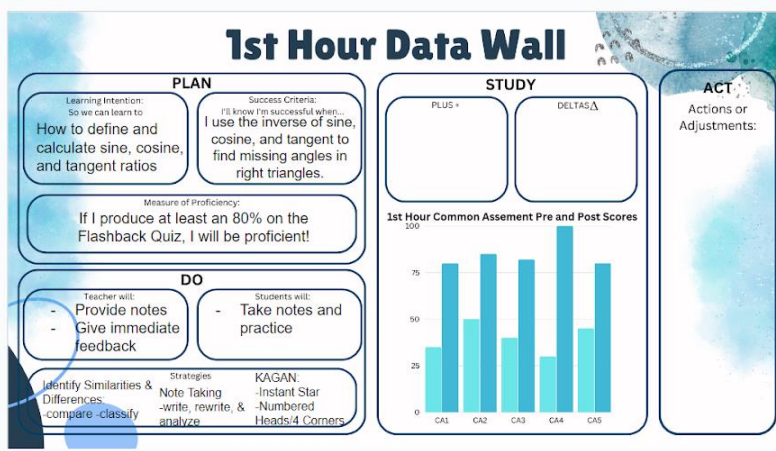 1st Hour Data Wall
PLAN
Learning Intention:
So we can learn to
How to define and
calculate sine, cosine,
and tangent ratios
Success Criteria:
I'll know I'm successful when...
I use the inverse of sine,
cosine, and tangent to
find missing angles in
right triangles.
Measure of Proficiency:
If I produce at least an 80% on the
Flashback Quiz, I will be proficient!
DO
Teacher will:
- Provide notes
- Give immediate
feedback
Students will:
- Take notes and
practice
Identify Similarities &
Differences:
-compare -classify
Strategies
Note Taking
-write, rewrite, &
analyze
KAGAN:
-Instant Star
-Numbered
Heads/4 Corners
STUDY
PLUS +
DELTAS Δ
1st Hour Common Assement Pre and Post Scores
100
75
50
25
0
CA1 CA2 CA3 CA4 CA5
ACT
Actions or
Adjustments: